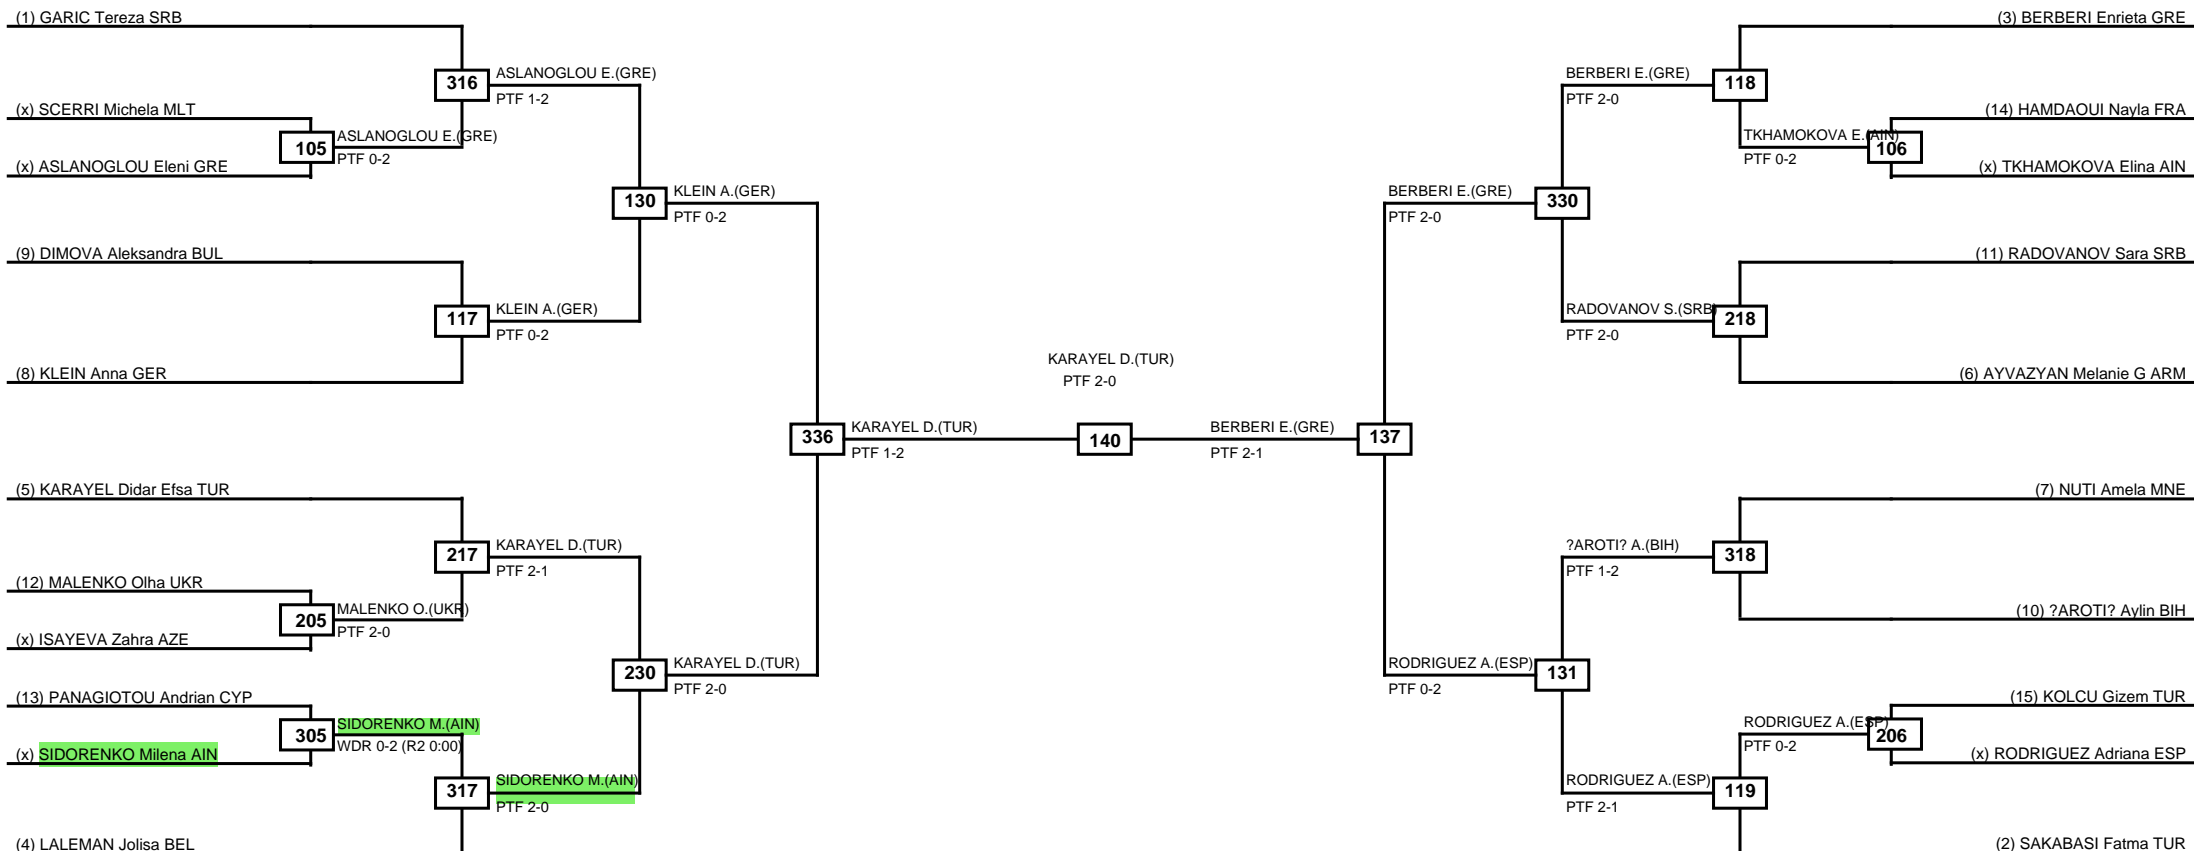 (1) GARIC Tereza SRB
316
ASLANOGLOU E.(GRE)
PTF 1-2
(x) SCERRI Michela MLT
105
ASLANOGLOU E.(GRE)
PTF 0-2
(x) ASLANOGLOU Eleni GRE
130
KLEIN A.(GER)
PTF 0-2
(9) DIMOVA Aleksandra BUL
117
KLEIN A.(GER)
PTF 0-2
(8) KLEIN Anna GER
336
KARAYEL D.(TUR)
PTF 1-2
(5) KARAYEL Didar Efsa TUR
217
KARAYEL D.(TUR)
PTF 2-1
(12) MALENKO Olha UKR
205
MALENKO O.(UKR)
PTF 2-0
(x) ISAYEVA Zahra AZE
230
KARAYEL D.(TUR)
PTF 2-0
(13) PANAGIOTOU Andrian CYP
305
SIDORENKO M.(AIN)
WDR 0-2 (R2 0:00)
(x) SIDORENKO Milena AIN
317
SIDORENKO M.(AIN)
PTF 2-0
(4) LALEMAN Jolisa BEL
KARAYEL D.(TUR)
PTF 2-0
140
(3) BERBERI Enrieta GRE
BERBERI E.(GRE)
PTF 2-0
118
(14) HAMDAOUI Nayla FRA
TKHAMOKOVA E.(AIN)
PTF 0-2
106
(x) TKHAMOKOVA Elina AIN
BERBERI E.(GRE)
PTF 2-0
330
(11) RADOVANOV Sara SRB
RADOVANOV S.(SRB)
PTF 2-0
218
(6) AYVAZYAN Melanie G ARM
BERBERI E.(GRE)
PTF 2-1
137
(7) NUTI Amela MNE
?AROTI? A.(BIH)
PTF 1-2
318
(10) ?AROTI? Aylin BIH
RODRIGUEZ A.(ESP)
PTF 0-2
131
(15) KOLCU Gizem TUR
RODRIGUEZ A.(ESP)
PTF 0-2
206
(x) RODRIGUEZ Adriana ESP
RODRIGUEZ A.(ESP)
PTF 2-1
119
(2) SAKABASI Fatma TUR